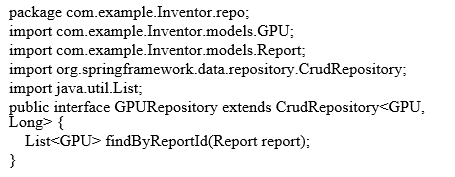 package com.example.Inventor.repo;
import com.example.Inventor.models.GPU;
import com.example.Inventor.models.Report;
import org.springframework.data.repository.CrudRepository;
import java.util.List;
public interface GPURepository extends CrudRepository<GPU,
Long> {
    List<GPU> findByReportId(Report report);
}